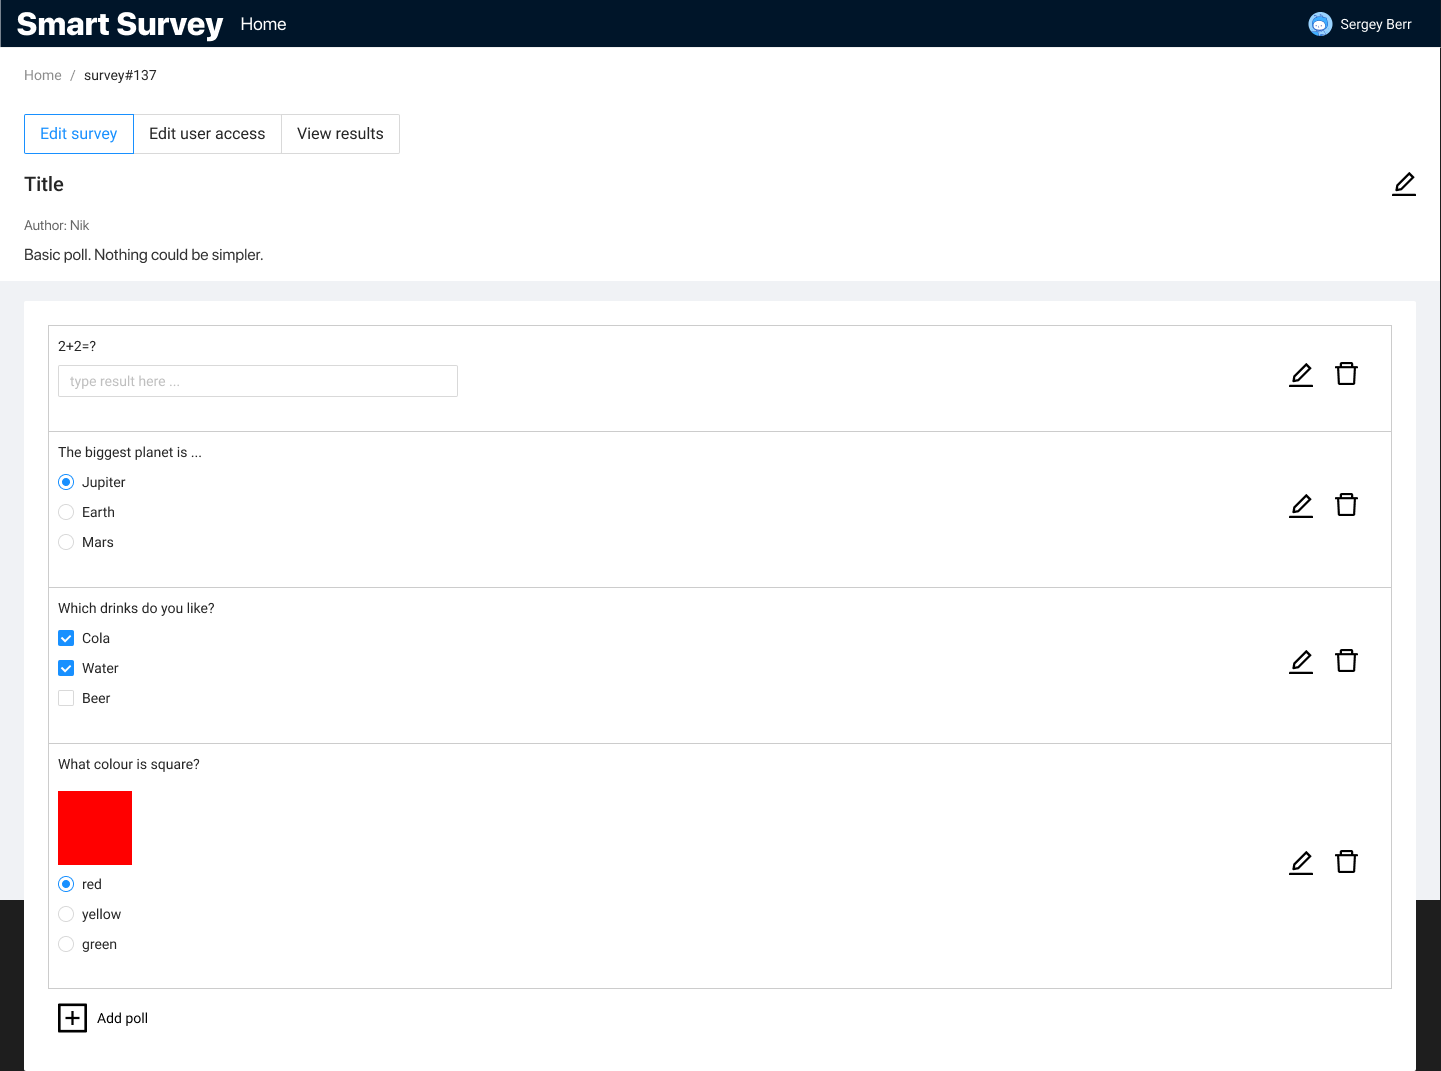 Smart Survey Home Sergey Berr
Home / survey#137
Edit survey Edit user access View results
Title
Author: Nik
Basic poll. Nothing could be simpler.
2+2=?
type result here ...
The biggest planet is ...
Jupiter
Earth
Mars
Which drinks do you like?
Cola
Water
Beer
What colour is square?
red
yellow
green
Add poll